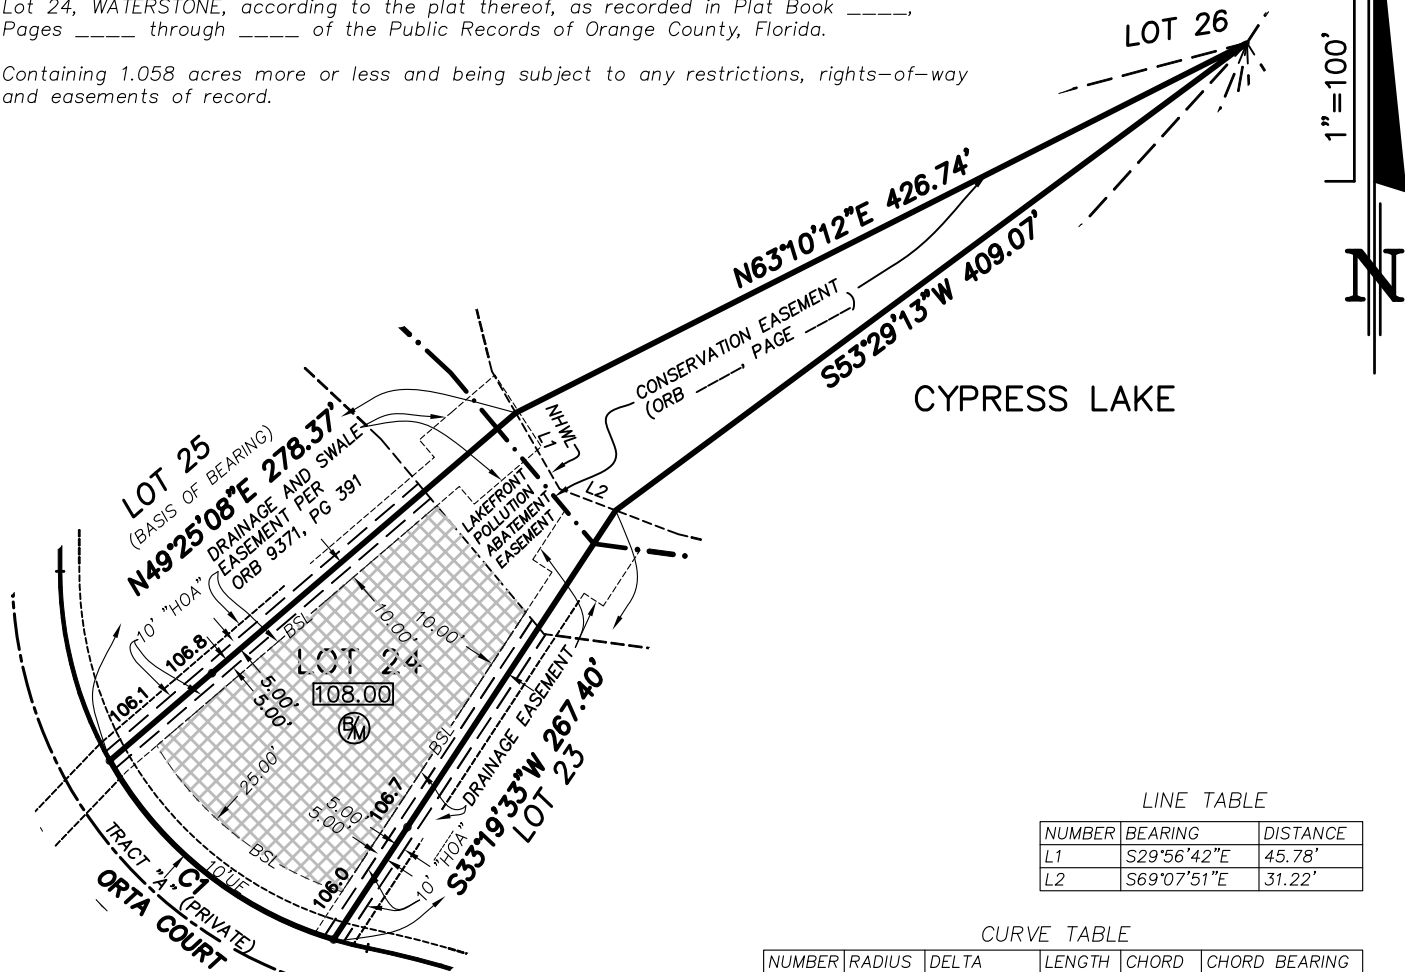 Lot 24, WATERSTONE, according to the plat thereof, as recorded in Plat Book ____,
Pages ____ through ____ of the Public Records of Orange County, Florida.
Containing 1.058 acres more or less and being subject to any restrictions, rights-of-way
and easements of record.
LOT 26
1"=100'
N
N63°10'12"E 426.74'
S53°29'13"W 409.07'
CONSERVATION EASEMENT
(ORB ____, PAGE ____)
CYPRESS LAKE
NHWL
L1
L2
LOT 25
(BASIS OF BEARING)
N49°25'08"E 278.37'
DRAINAGE AND SWALE
EASEMENT PER
ORB 9371, PG 391
LAKEFRONT
POLLUTION
ABATEMENT
EASEMENT
10' "HOA"
BSL
10.00'
10.00'
106.8
106.1
5.00'
5.00'
LOT 24
108.00
B/M
25.00'
BSL
BSL
DRAINAGE EASEMENT
S33°19'33"W 267.40'
LOT 23
106.7
5.00'
5.00'
10' "HOA"
106.0
10'UE
C1
TRACT "A" (PRIVATE)
ORTA COURT
LINE TABLE
NUMBER BEARING DISTANCE
L1 S29°56'42"E 45.78'
L2 S69°07'51"E 31.22'
CURVE TABLE
NUMBER RADIUS DELTA LENGTH CHORD CHORD BEARING